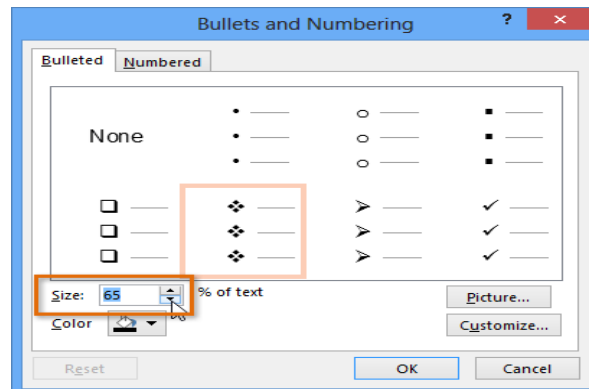 Bullets and Numbering ?
Bulleted Numbered
None
Size: 65 % of text
Picture...
Color
Customize...
Reset OK Cancel